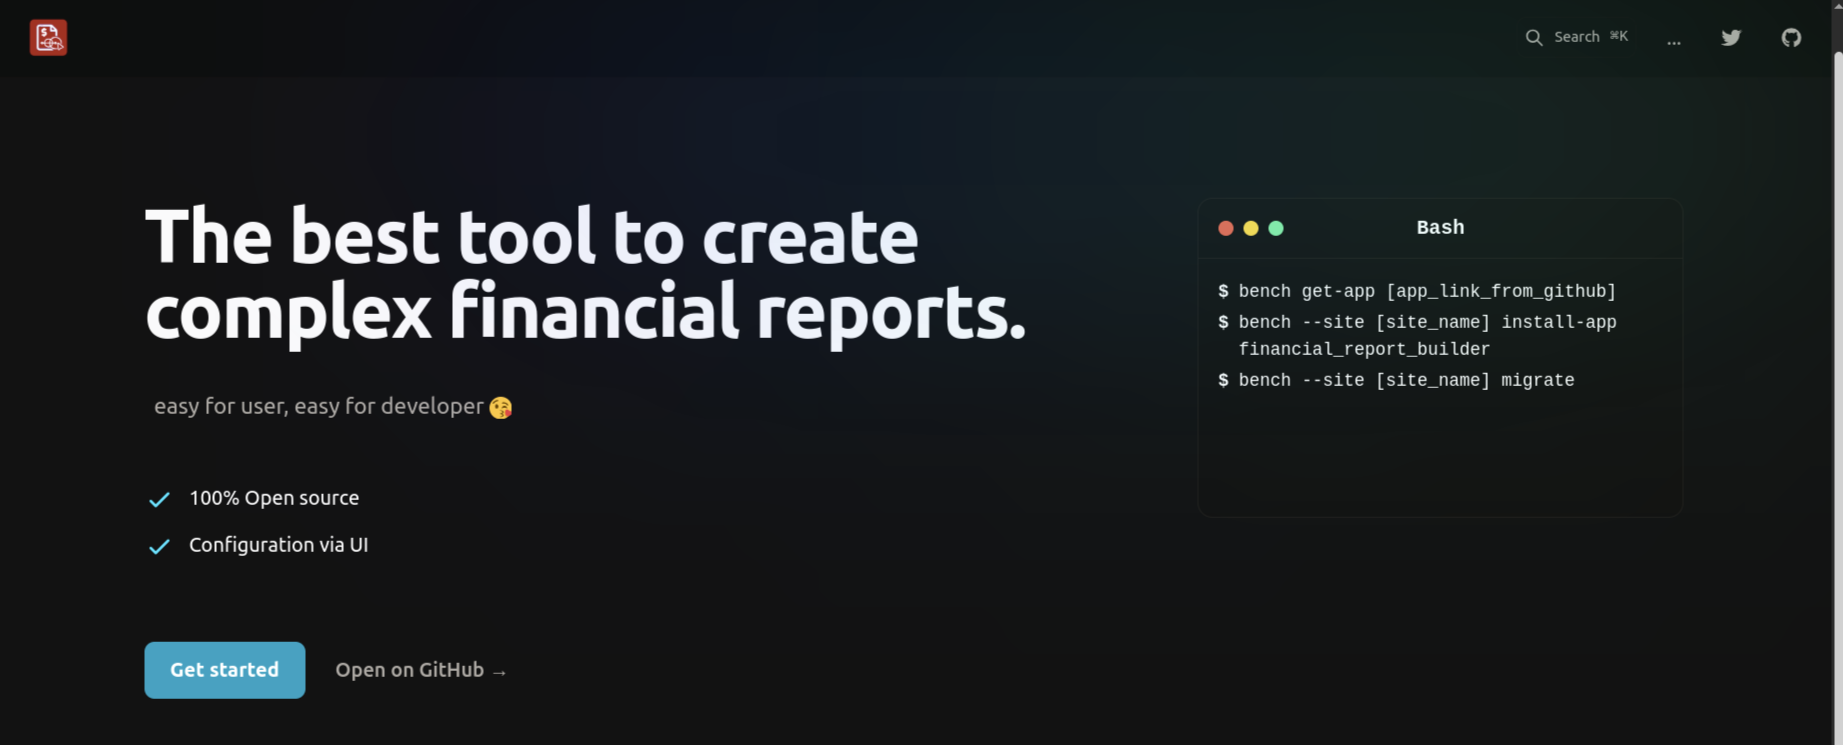 Search ⌘K ...
The best tool to create
complex financial reports.
easy for user, easy for developer 😘
100% Open source
Configuration via UI
Get started
Open on GitHub →
Bash
$ bench get-app [app_link_from_github]
$ bench --site [site_name] install-app
financial_report_builder
$ bench --site [site_name] migrate